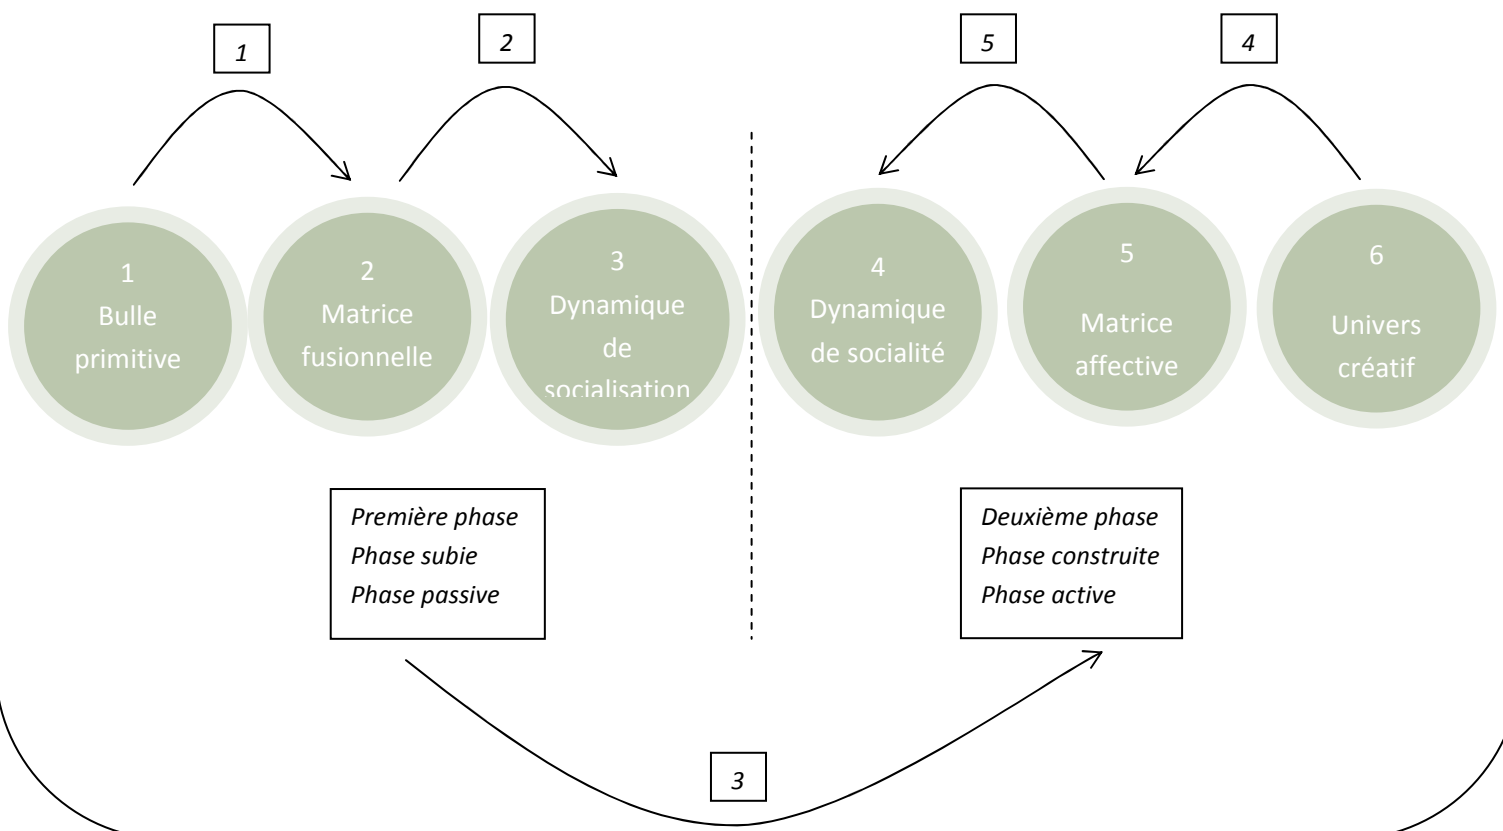 1
2
5
4
1
Bulle
primitive
2
Matrice
fusionnelle
3
Dynamique
de
socialisation
4
Dynamique
de socialité
5
Matrice
affective
6
Univers
créatif
Première phase
Phase subie
Phase passive
Deuxième phase
Phase construite
Phase active
3